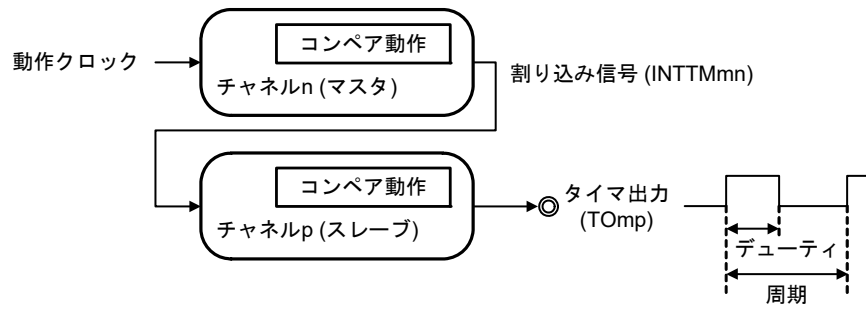 コンペア動作
動作クロック
チャネルn (マスタ)
割り込み信号 (INTTMmn)
コンペア動作
チャネルp (スレーブ)
タイマ出力
(TOmp)
デューティ
周期